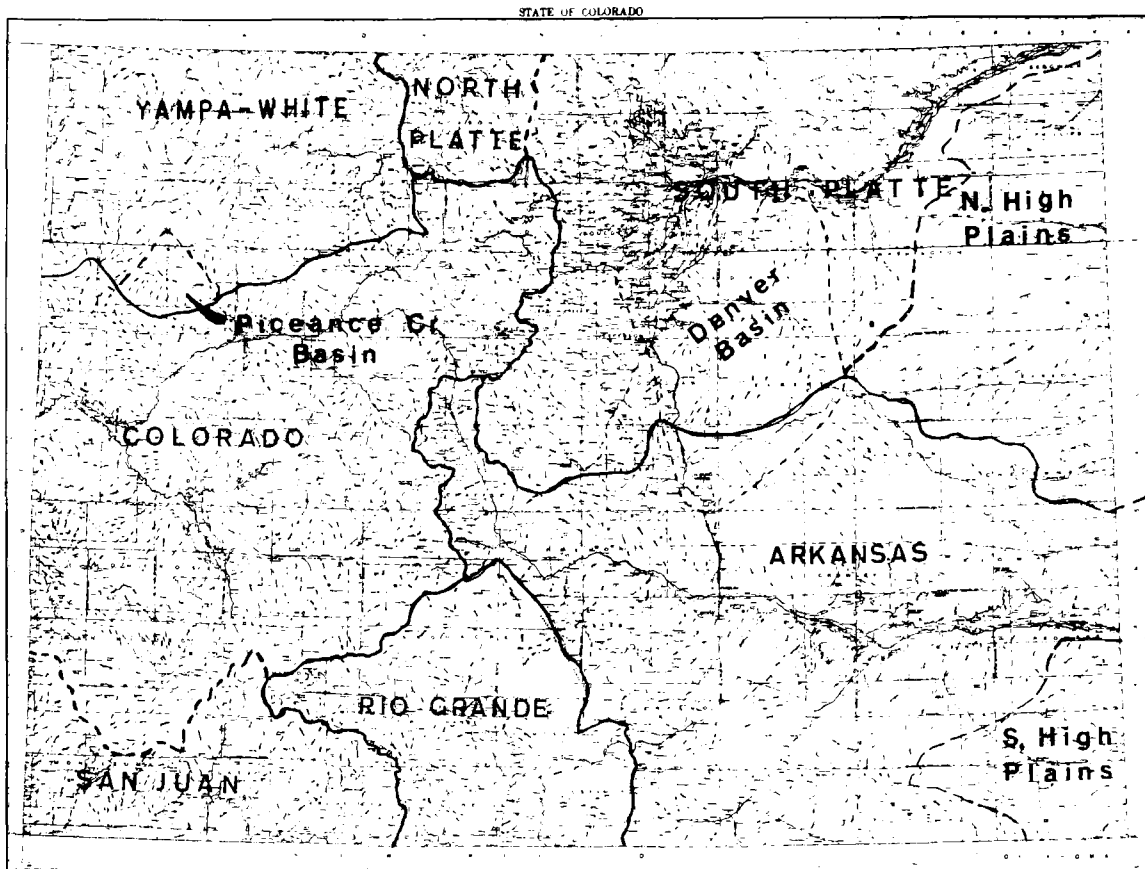 STATE OF COLORADO
YAMPA-WHITE
NORTH
PLATTE
SOUTH PLATTE
N. High
Plains
Piceance Cr
Basin
Denver
Basin
COLORADO
ARKANSAS
RIO GRANDE
S. High
Plains
SAN JUAN